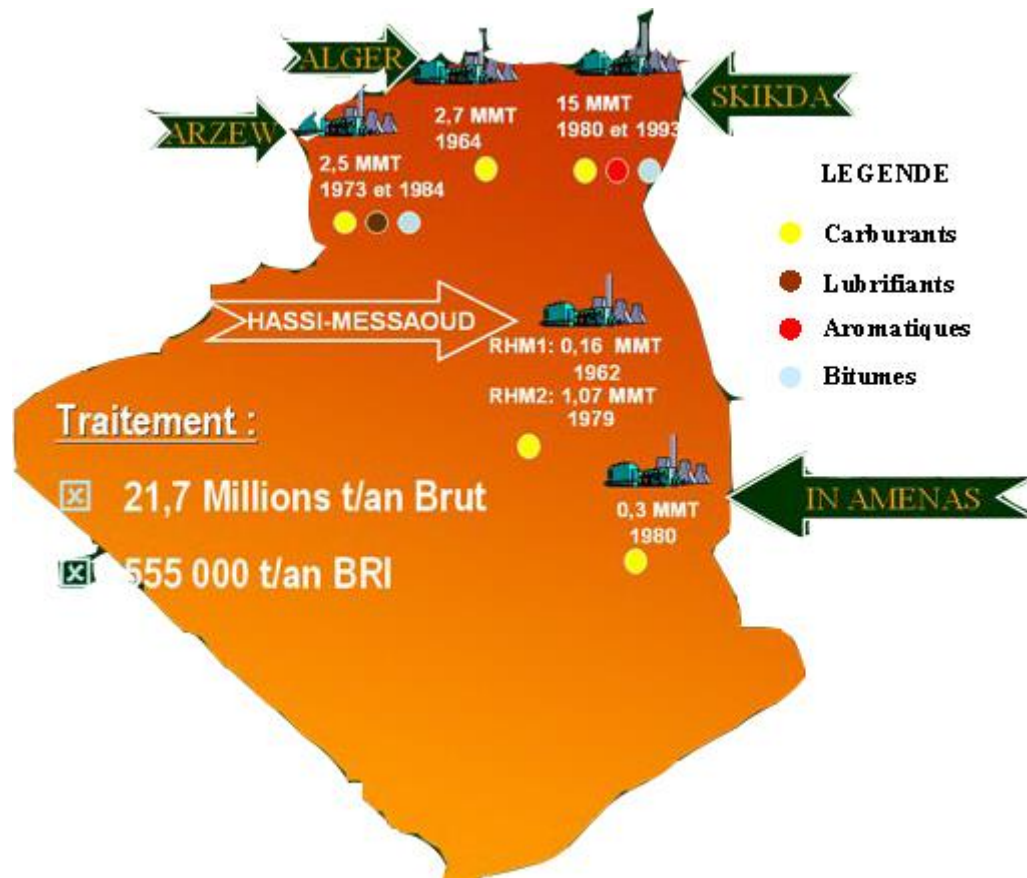 ALGER
SKIKDA
ARZEW
2,7 MMT
1964
15 MMT
1980 et 1993
2,5 MMT
1973 et 1984
LEGENDE
Carburants
Lubrifiants
Aromatiques
Bitumes
HASSI-MESSAOUD
RHM1: 0,16 MMT
1962
RHM2: 1,07 MMT
1979
Traitement :
21,7 Millions t/an Brut
555 000 t/an BRI
IN AMENAS
0,3 MMT
1980